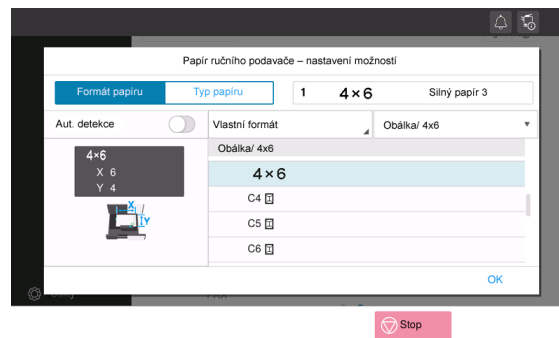 Papír ručního podavače – nastavení možností
Formát papíru
Typ papíru
1 4×6 Silný papír 3
Aut. detekce
Vlastní formát
Obálka/ 4x6
4×6
X 6
Y 4
X
Y
Obálka/ 4x6
4×6
C4
C5
C6
OK
Stop